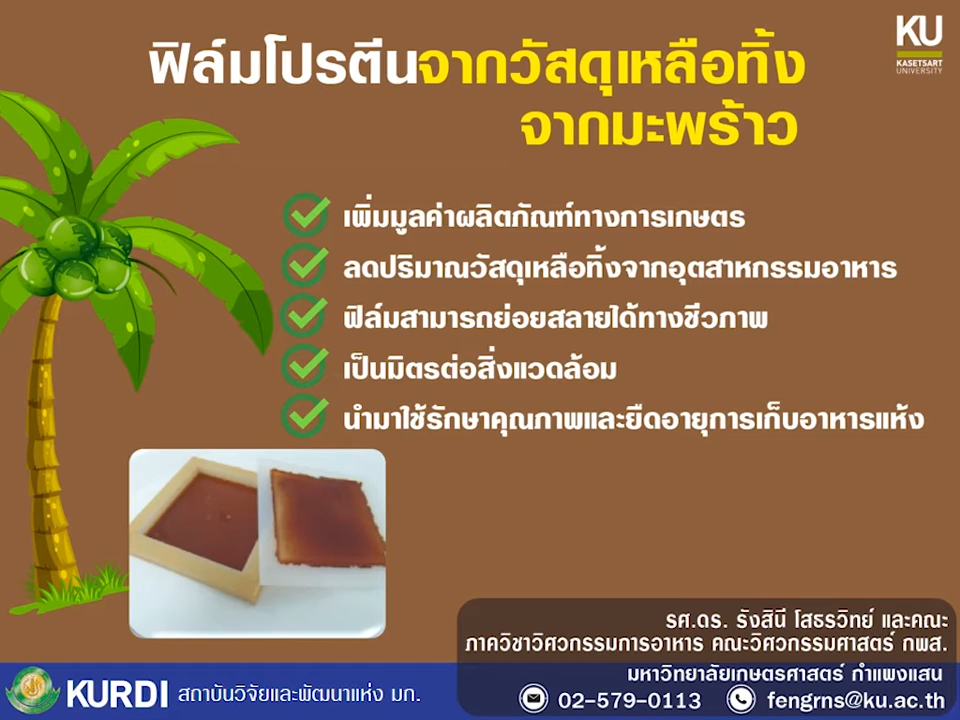 KU
KASETSART
UNIVERSITY
ฟิล์มโปรตีนจากวัสดุเหลือทิ้ง
จากมะพร้าว
เพิ่มมูลค่าผลิตภัณฑ์ทางการเกษตร
ลดปริมาณวัสดุเหลือทิ้งจากอุตสาหกรรมอาหาร
ฟิล์มสามารถย่อยสลายได้ทางชีวภาพ
เป็นมิตรต่อสิ่งแวดล้อม
นำมาใช้รักษาคุณภาพและยืดอายุการเก็บอาหารแห้ง
รศ.ดร. รังสินี โสธรวิทย์ และคณะ
ภาควิชาวิศวกรรมการอาหาร คณะวิศวกรรมศาสตร์ กพส.
มหาวิทยาลัยเกษตรศาสตร์ กำแพงแสน
KURDI สถาบันวิจัยและพัฒนาแห่ง มก.
02-579-0113 fengrns@ku.ac.th